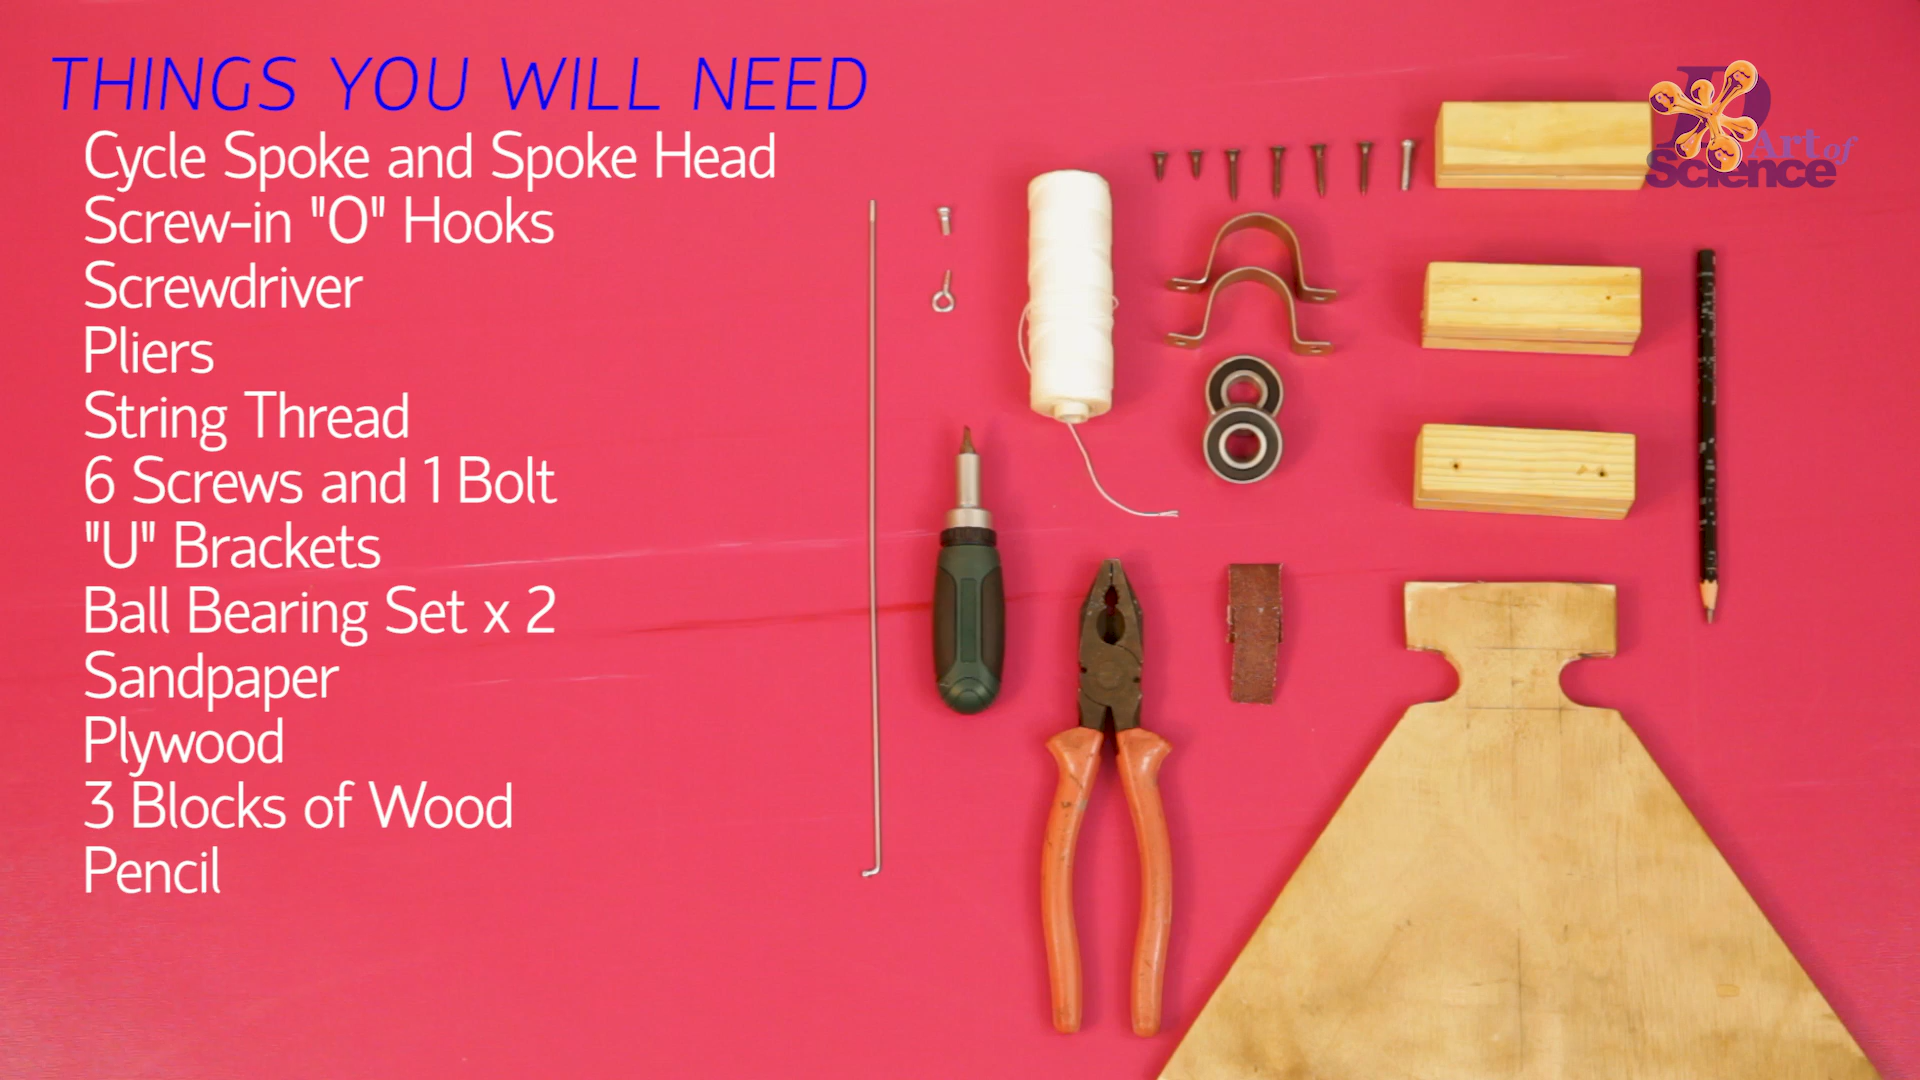 THINGS YOU WILL NEED
Cycle Spoke and Spoke Head
Screw-in "O" Hooks
Screwdriver
Pliers
String Thread
6 Screws and 1 Bolt
"U" Brackets
Ball Bearing Set x 2
Sandpaper
Plywood
3 Blocks of Wood
Pencil
D
Art of
Science